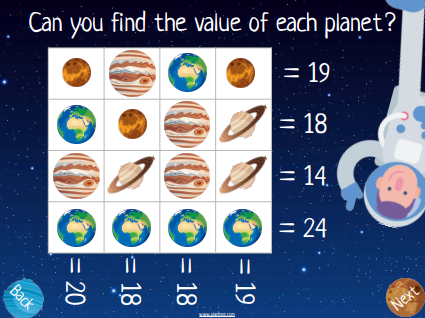 Can you find the value of each planet?
= 19
= 18
= 14
= 24
= 20
= 18
= 18
= 19
Back
Next